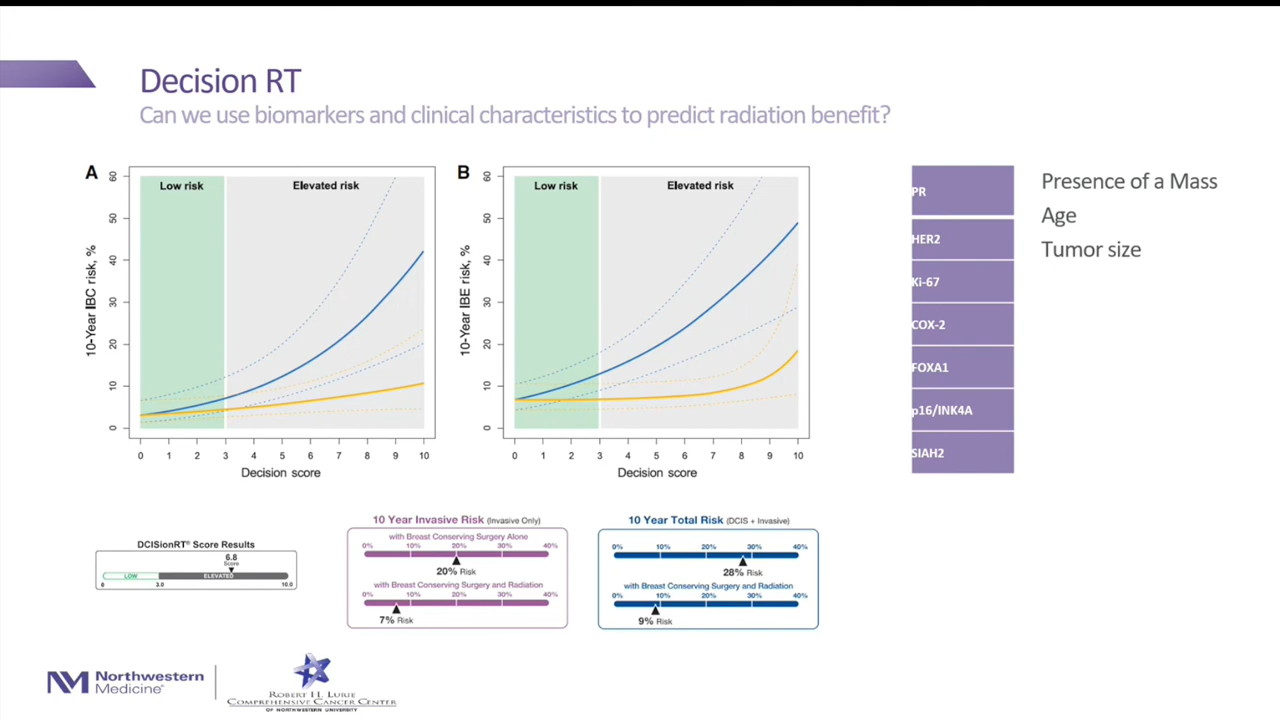 Decision RT
Can we use biomarkers and clinical characteristics to predict radiation benefit?
A
Low risk
Elevated risk
10-Year IBC risk, %
60
50
40
30
20
10
0
0 1 2 3 4 5 6 7 8 9 10
Decision score
B
Low risk
Elevated risk
10-Year IBE risk, %
60
50
40
30
20
10
0
0 1 2 3 4 5 6 7 8 9 10
Decision score
PR
HER2
Ki-67
COX-2
FOXA1
p16/INK4A
SIAH2
Presence of a Mass
Age
Tumor size
DCISionRT® Score Results
6.8
Score
LOW ELEVATED
0 3.0 10.0
10 Year Invasive Risk (Invasive Only)
with Breast Conserving Surgery Alone
0% 10% 20% 30% 40%
20% Risk
with Breast Conserving Surgery and Radiation
0% 10% 20% 30% 40%
7% Risk
10 Year Total Risk (DCIS + Invasive)
0% 10% 20% 30% 40%
28% Risk
with Breast Conserving Surgery and Radiation
0% 10% 20% 30% 40%
9% Risk
NM Northwestern
Medicine®
ROBERT H. LURIE
COMPREHENSIVE CANCER CENTER
OF NORTHWESTERN UNIVERSITY